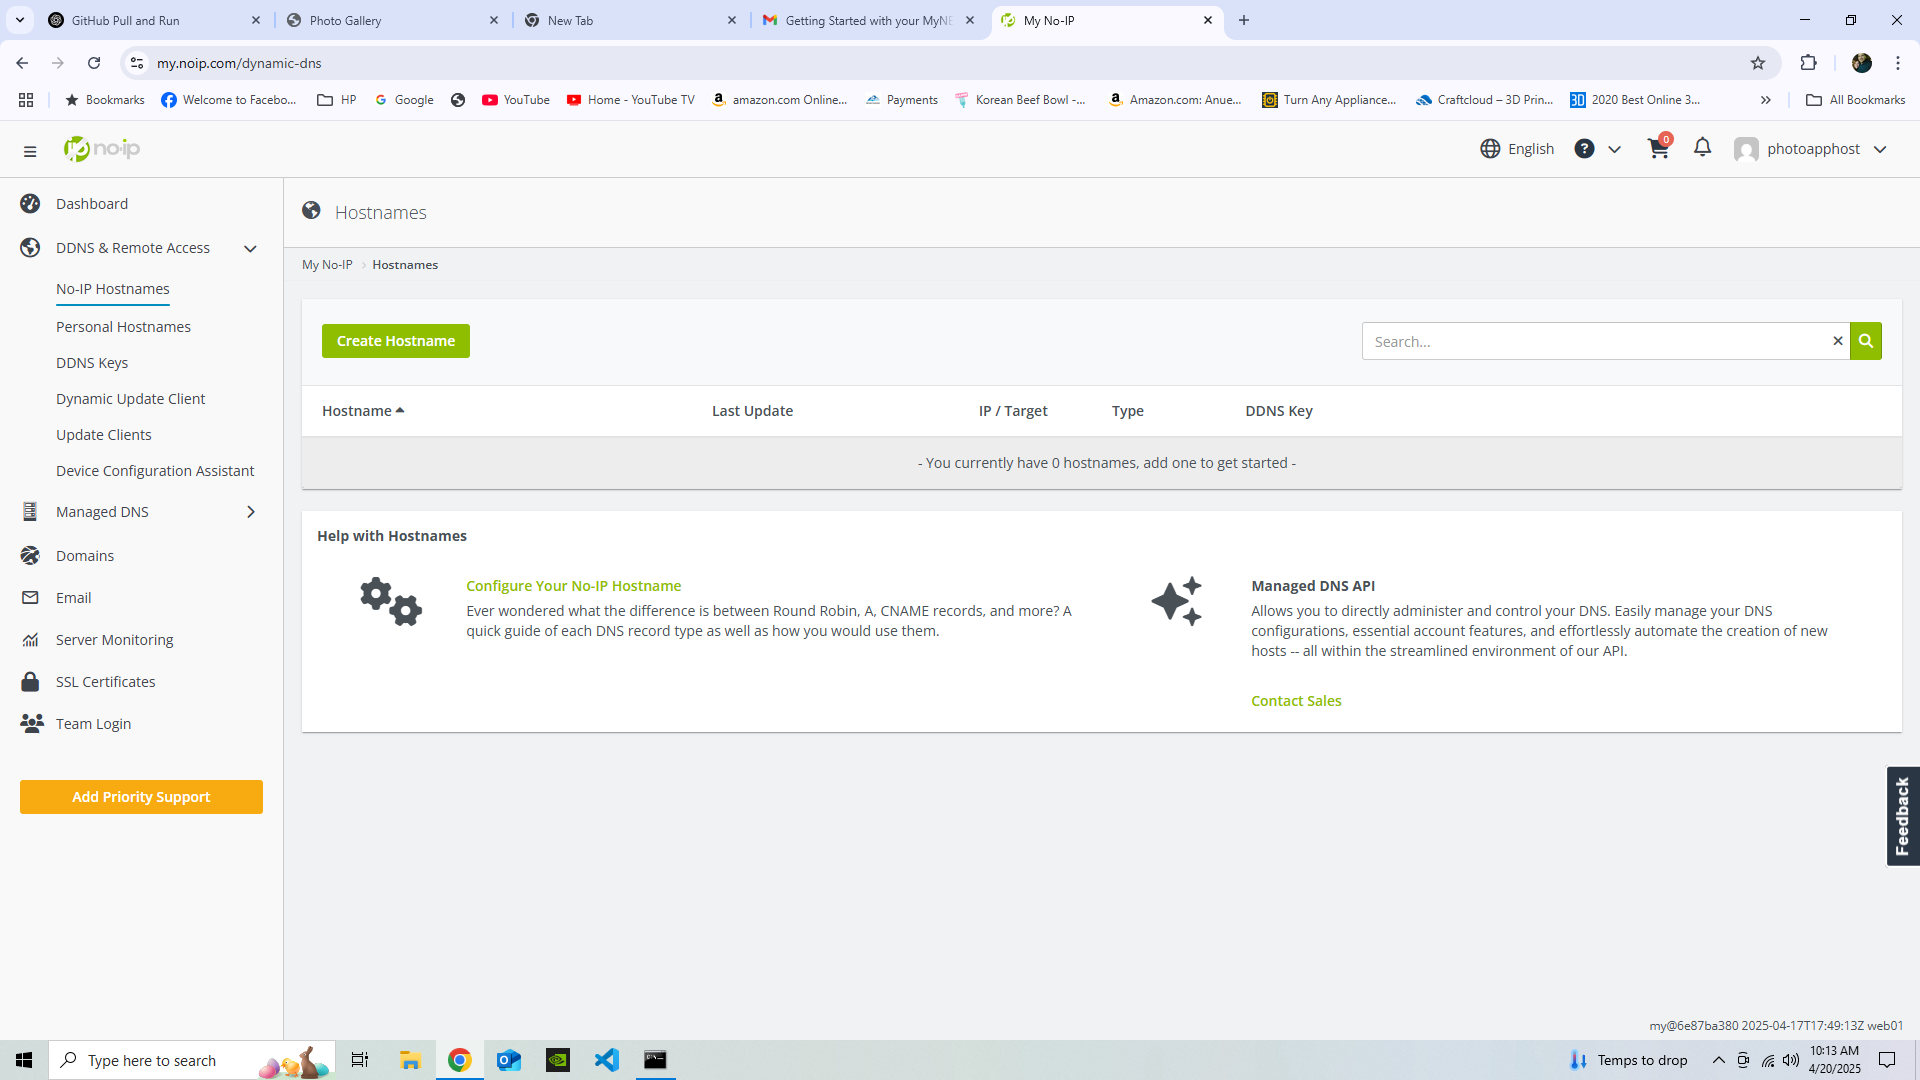 GitHub Pull and Run
Photo Gallery
New Tab
Getting Started with your MyNE
My No-IP
my.noip.com/dynamic-dns
Bookmarks
Welcome to Facebo...
HP
Google
YouTube
Home - YouTube TV
amazon.com Online...
Payments
Korean Beef Bowl -...
Amazon.com: Anue...
Turn Any Appliance...
Craftcloud – 3D Prin...
2020 Best Online 3...
All Bookmarks
no-ip
English
0
photoapphost
Dashboard
DDNS & Remote Access
No-IP Hostnames
Personal Hostnames
DDNS Keys
Dynamic Update Client
Update Clients
Device Configuration Assistant
Managed DNS
Domains
Email
Server Monitoring
SSL Certificates
Team Login
Add Priority Support
Hostnames
My No-IP > Hostnames
Create Hostname
Search...
Hostname
Last Update
IP / Target
Type
DDNS Key
- You currently have 0 hostnames, add one to get started -
Help with Hostnames
Configure Your No-IP Hostname
Ever wondered what the difference is between Round Robin, A, CNAME records, and more? A
quick guide of each DNS record type as well as how you would use them.
Managed DNS API
Allows you to directly administer and control your DNS. Easily manage your DNS
configurations, essential account features, and effortlessly automate the creation of new
hosts -- all within the streamlined environment of our API.
Contact Sales
Feedback
my@6e87ba380 2025-04-17T17:49:13Z web01
Type here to search
Temps to drop
10:13 AM
4/20/2025